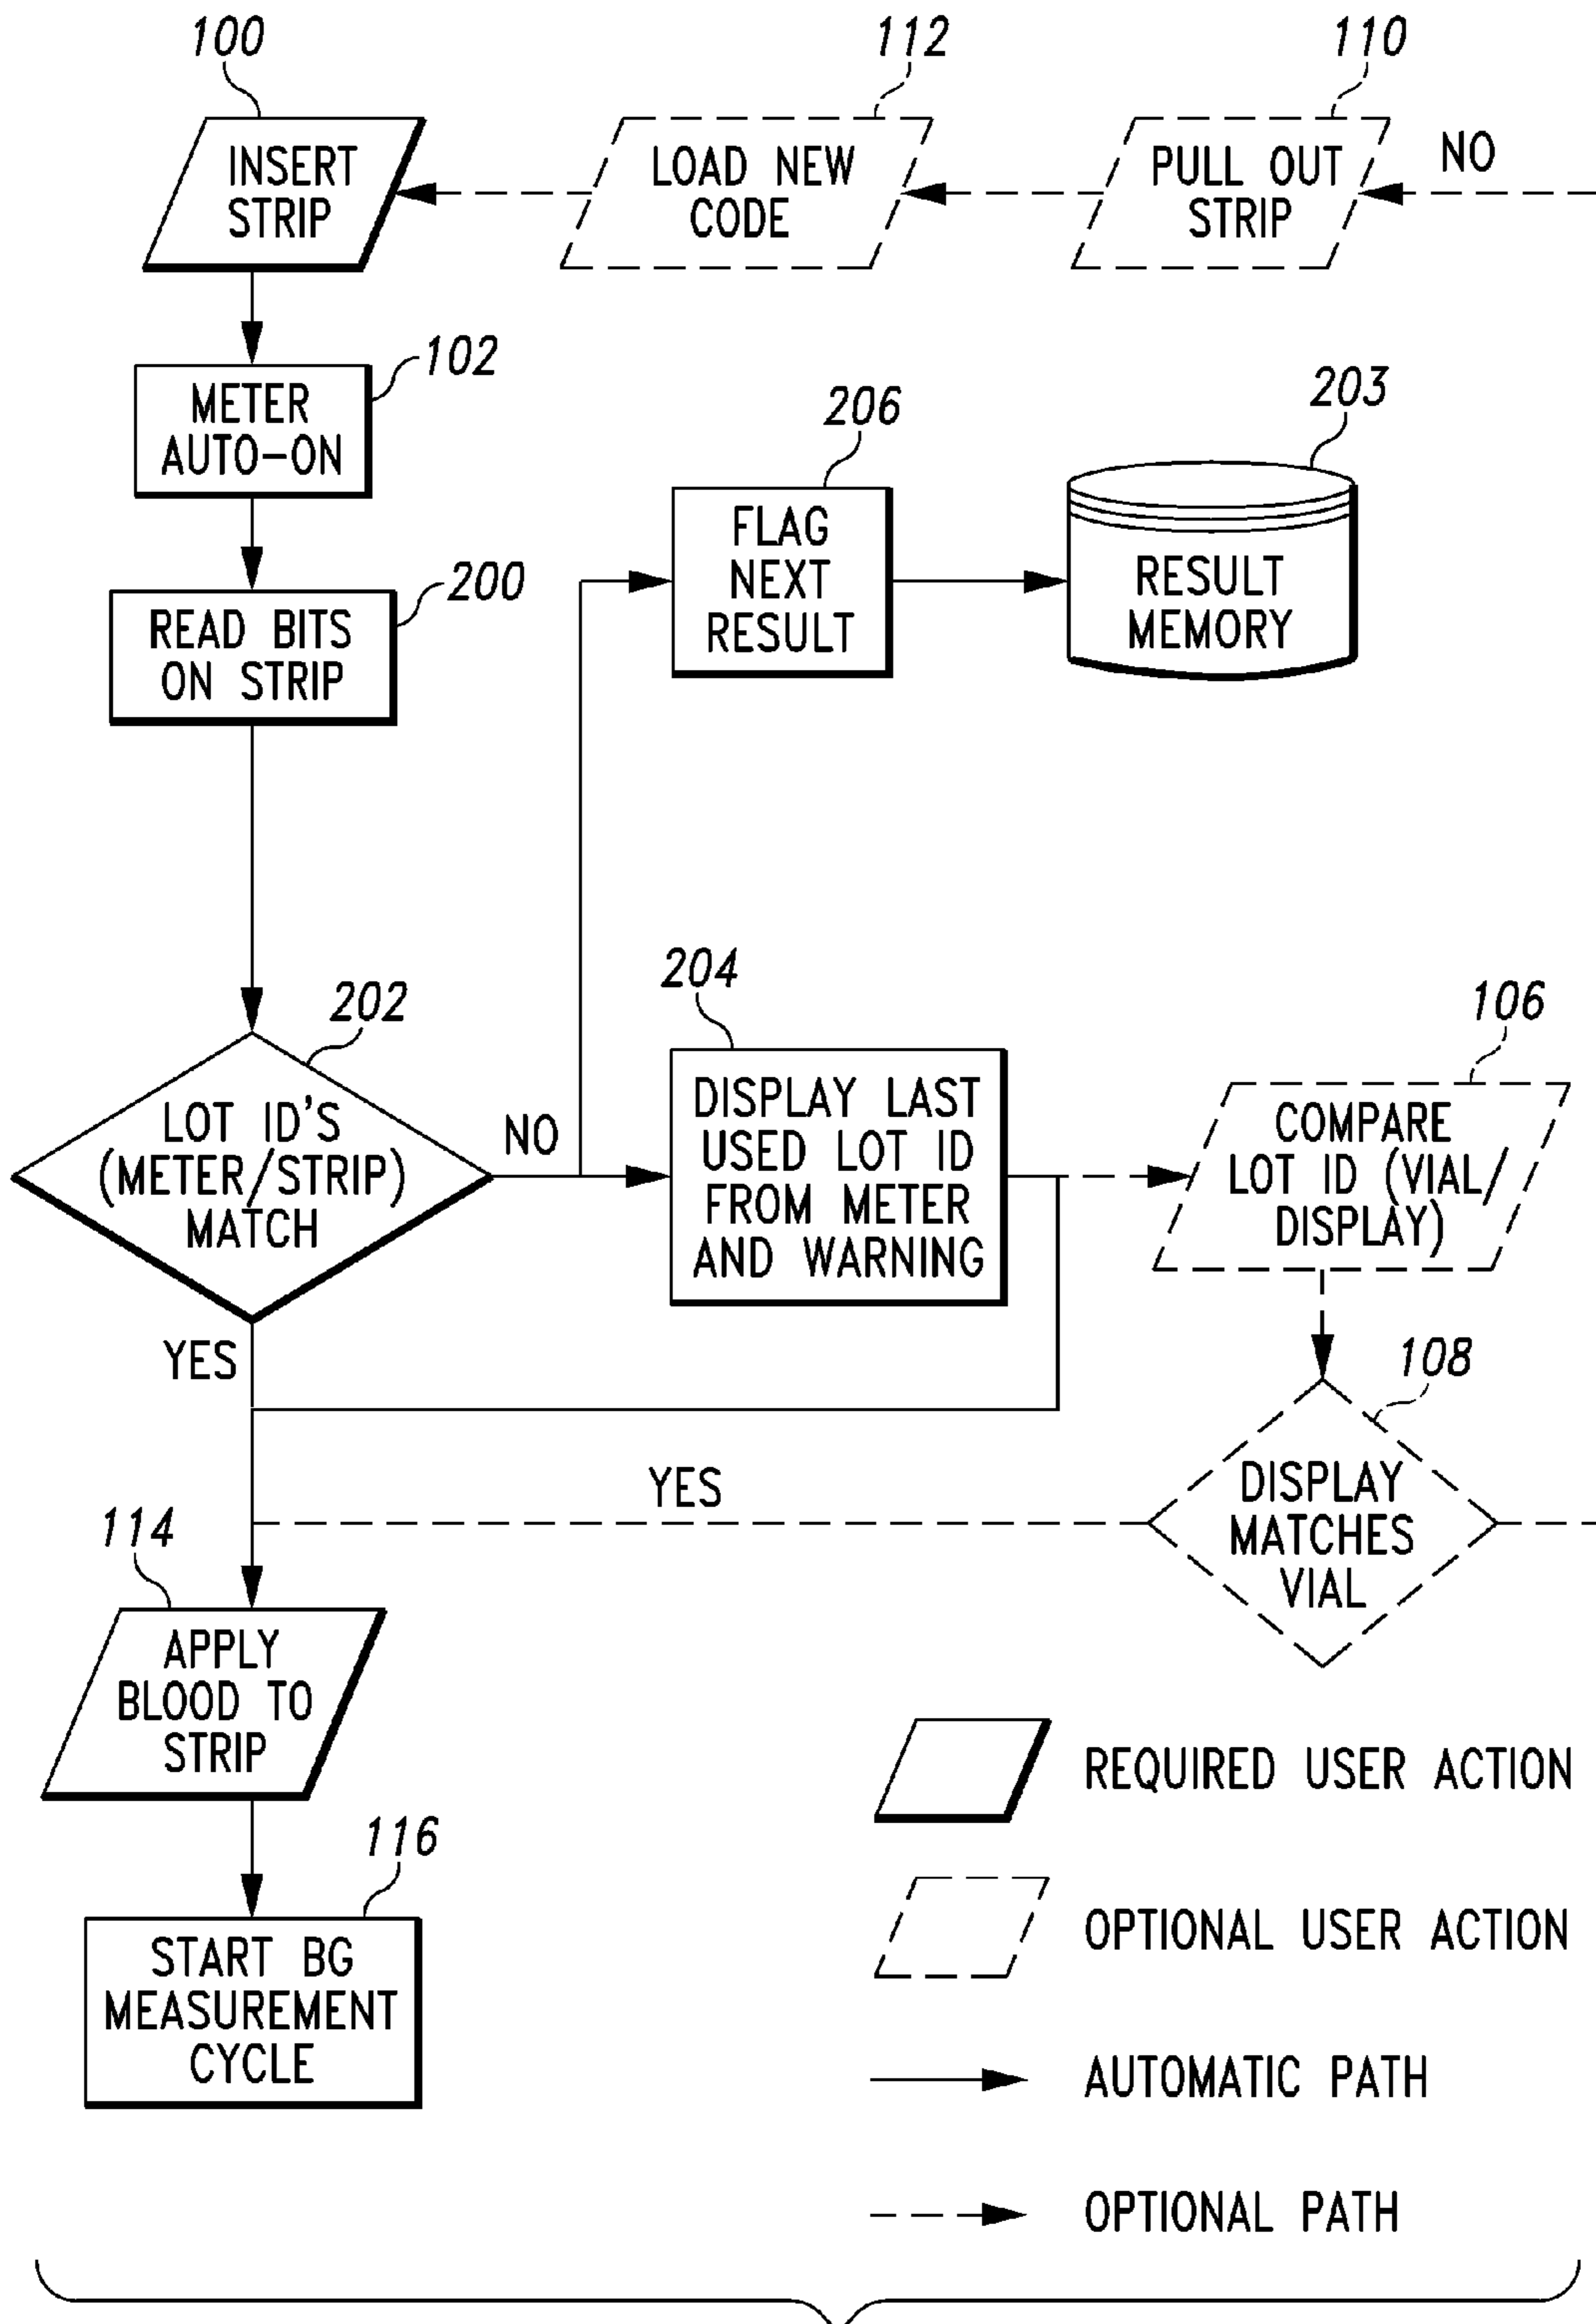 100
112
110
INSERT
STRIP
LOAD NEW
CODE
PULL OUT
STRIP
NO
102
METER
AUTO-ON
206
203
FLAG
NEXT
RESULT
RESULT
MEMORY
200
READ BITS
ON STRIP
204
106
202
LOT ID'S
(METER/STRIP)
MATCH
NO
DISPLAY LAST
USED LOT ID
FROM METER
AND WARNING
COMPARE
LOT ID (VIAL/
DISPLAY)
YES
108
YES
DISPLAY
MATCHES
VIAL
114
APPLY
BLOOD TO
STRIP
116
START BG
MEASUREMENT
CYCLE
REQUIRED USER ACTION
OPTIONAL USER ACTION
AUTOMATIC PATH
OPTIONAL PATH